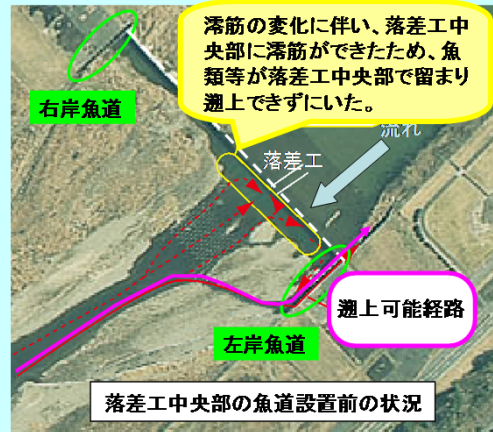 澪筋の変化に伴い、落差工中
央部に澪筋ができたため、魚
類等が落差工中央部で留まり
遡上できずにいた。
右岸魚道
流れ
落差工
遡上可能経路
左岸魚道
落差工中央部の魚道設置前の状況